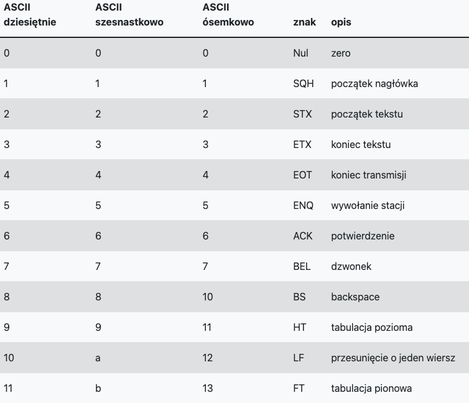 ASCII ASCII ASCII
dziesiętnie szesnastkowo ósemkowo znak opis
0 0 0 Nul zero
1 1 1 SQH początek nagłówka
2 2 2 STX początek tekstu
3 3 3 ETX koniec tekstu
4 4 4 EOT koniec transmisji
5 5 5 ENQ wywołanie stacji
6 6 6 ACK potwierdzenie
7 7 7 BEL dzwonek
8 8 10 BS backspace
9 9 11 HT tabulacja pozioma
10 a 12 LF przesunięcie o jeden wiersz
11 b 13 FT tabulacja pionowa